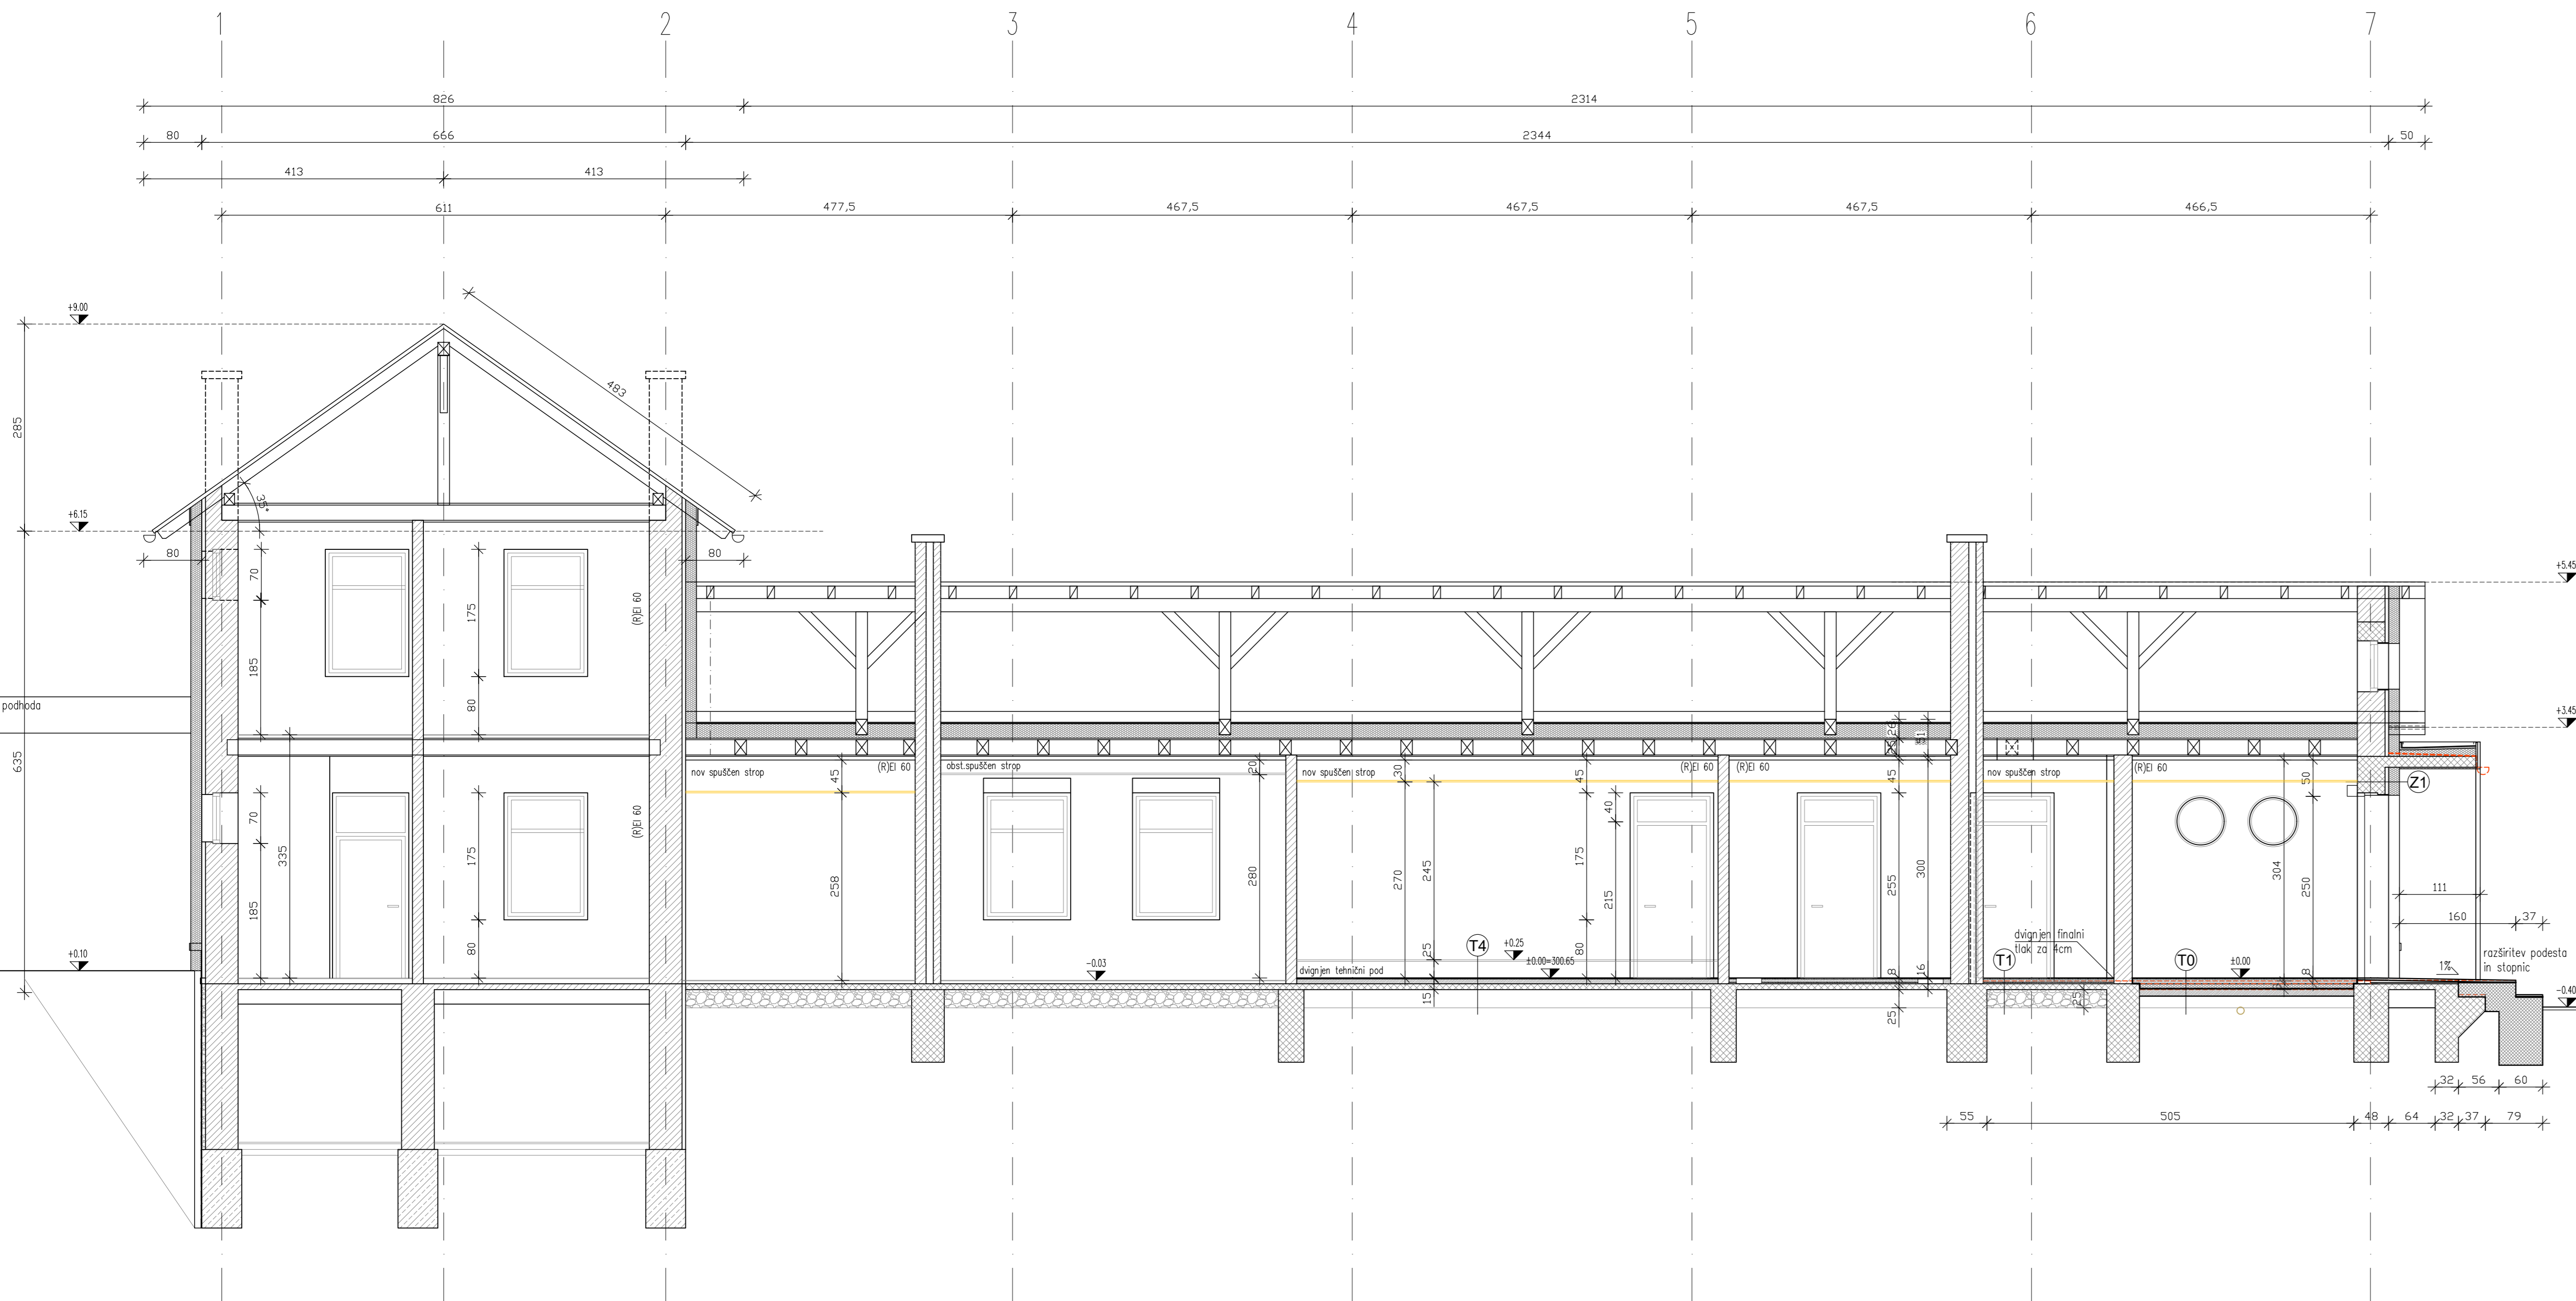 1 2 3 4 5 6 7
826 2314
80 666 2344 50
413 413
611 477,5 467,5 467,5 467,5 466,5
+9.00
483
285
35°
+6.15
+5.45
80 80
70
175
(R)EI 60
185
80
podhoda
+3.45
635
nov spuščen strop
(R)EI 60
obst.spuščen strop
nov spuščen strop
(R)EI 60
(R)EI 60
nov spuščen strop
(R)EI 60
45
20
30
45
45
50
Z1
70
335
175
(R)EI 60
258
280
270
245
175
40
215
255
300
304
250
111
160
37
185
80
80
25
T4
+0.25
±0.00=300.65
dvignjen tehnični pod
-0.03
15
8
16
25
dvignjen finalni
tlak za 4cm
T1
T0
±0.00
25
8
1%
razširitev podesta
in stopnic
+0.10
-0.40
32 56 60
55 505 48 64 32 37 79